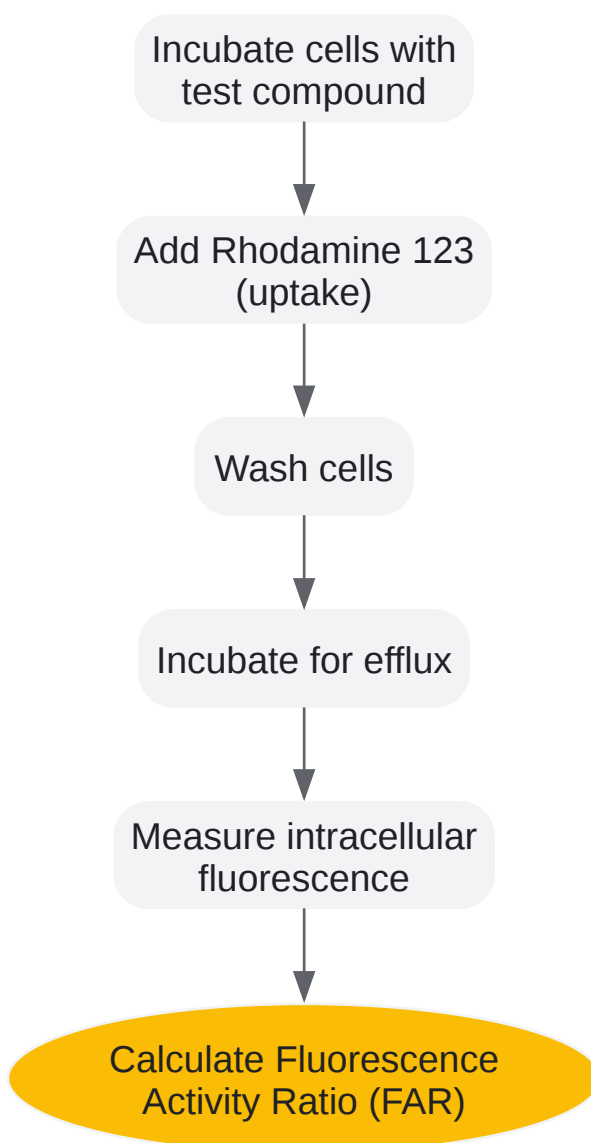 Incubate cells with
test compound
Add Rhodamine 123
(uptake)
Wash cells
Incubate for efflux
Measure intracellular
fluorescence
Calculate Fluorescence
Activity Ratio (FAR)